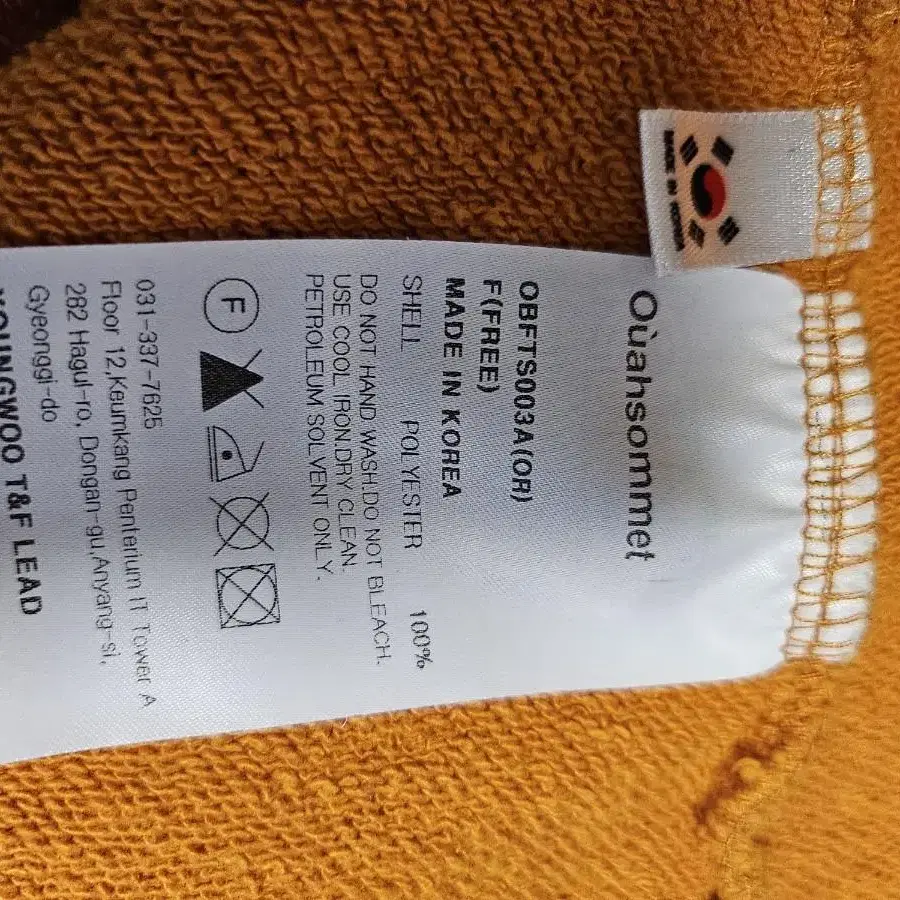 MADE IN KOREA
Oùahsommet
OBFTS003A(OR)
F(FREE)
MADE IN KOREA
SHELL POLYESTER 100%
DO NOT HAND WASH.DO NOT BLEACH.
USE COOL IRON.DRY CLEAN.
PETROLEUM SOLVENT ONLY.
F
031-337-7625
Floor 12,Keumkang Penterium IT Tower A
282 Hagui-ro, Dongan-gu,Anyang-si,
Gyeonggi-do
YOUNGWOO T&F LEAD